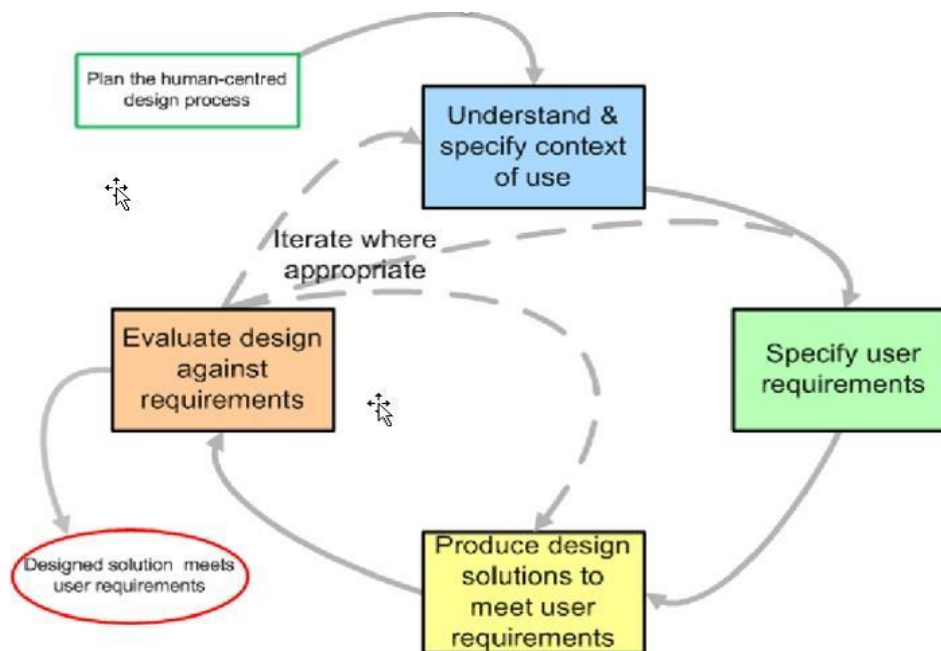 Plan the human-centred
design process
Understand &
specify context
of use
Iterate where
appropriate
Evaluate design
against
requirements
Specify user
requirements
Designed solution meets
user requirements
Produce design
solutions to
meet user
requirements